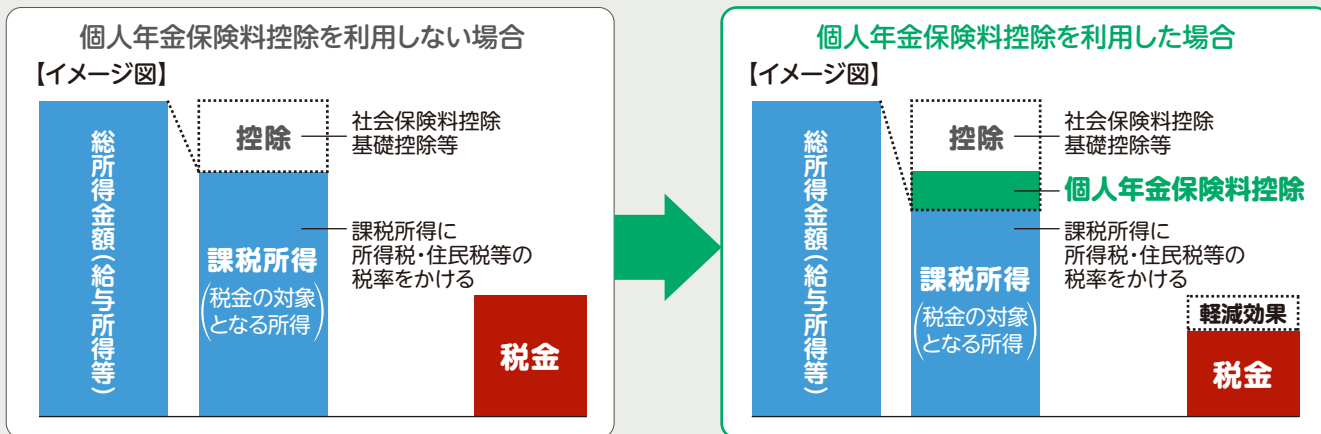 個人年金保険料控除を利用しない場合
【イメージ図】
総所得金額(給与所得等)
控除
社会保険料控除
基礎控除等
課税所得
(税金の対象
となる所得)
課税所得に
所得税・住民税等の
税率をかける
税金
個人年金保険料控除を利用した場合
【イメージ図】
総所得金額(給与所得等)
控除
社会保険料控除
基礎控除等
個人年金保険料控除
課税所得
(税金の対象
となる所得)
課税所得に
所得税・住民税等の
税率をかける
軽減効果
税金